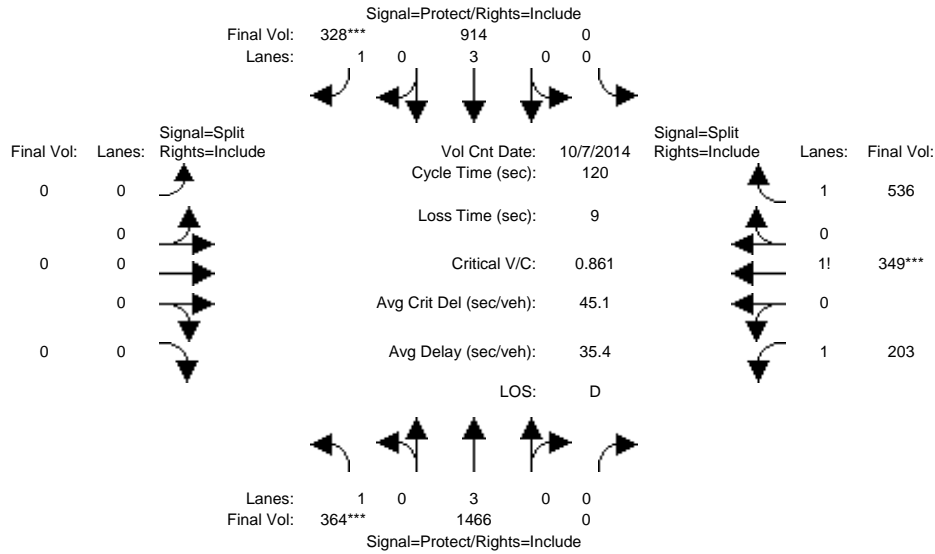 Signal=Protect/Rights=Include
Final Vol: 328*** 914 0
Lanes: 1 0 3 0 0
Signal=Split Signal=Split
Final Vol: Lanes: Rights=Include Vol Cnt Date: 10/7/2014 Rights=Include Lanes: Final Vol:
Cycle Time (sec): 120
0 0 1 536
Loss Time (sec): 9
0 0
0 0 Critical V/C: 0.861 1! 349***
0 Avg Crit Del (sec/veh): 45.1 0
0 0 Avg Delay (sec/veh): 35.4 1 203
LOS: D
Lanes: 1 0 3 0 0
Final Vol: 364*** 1466 0
Signal=Protect/Rights=Include